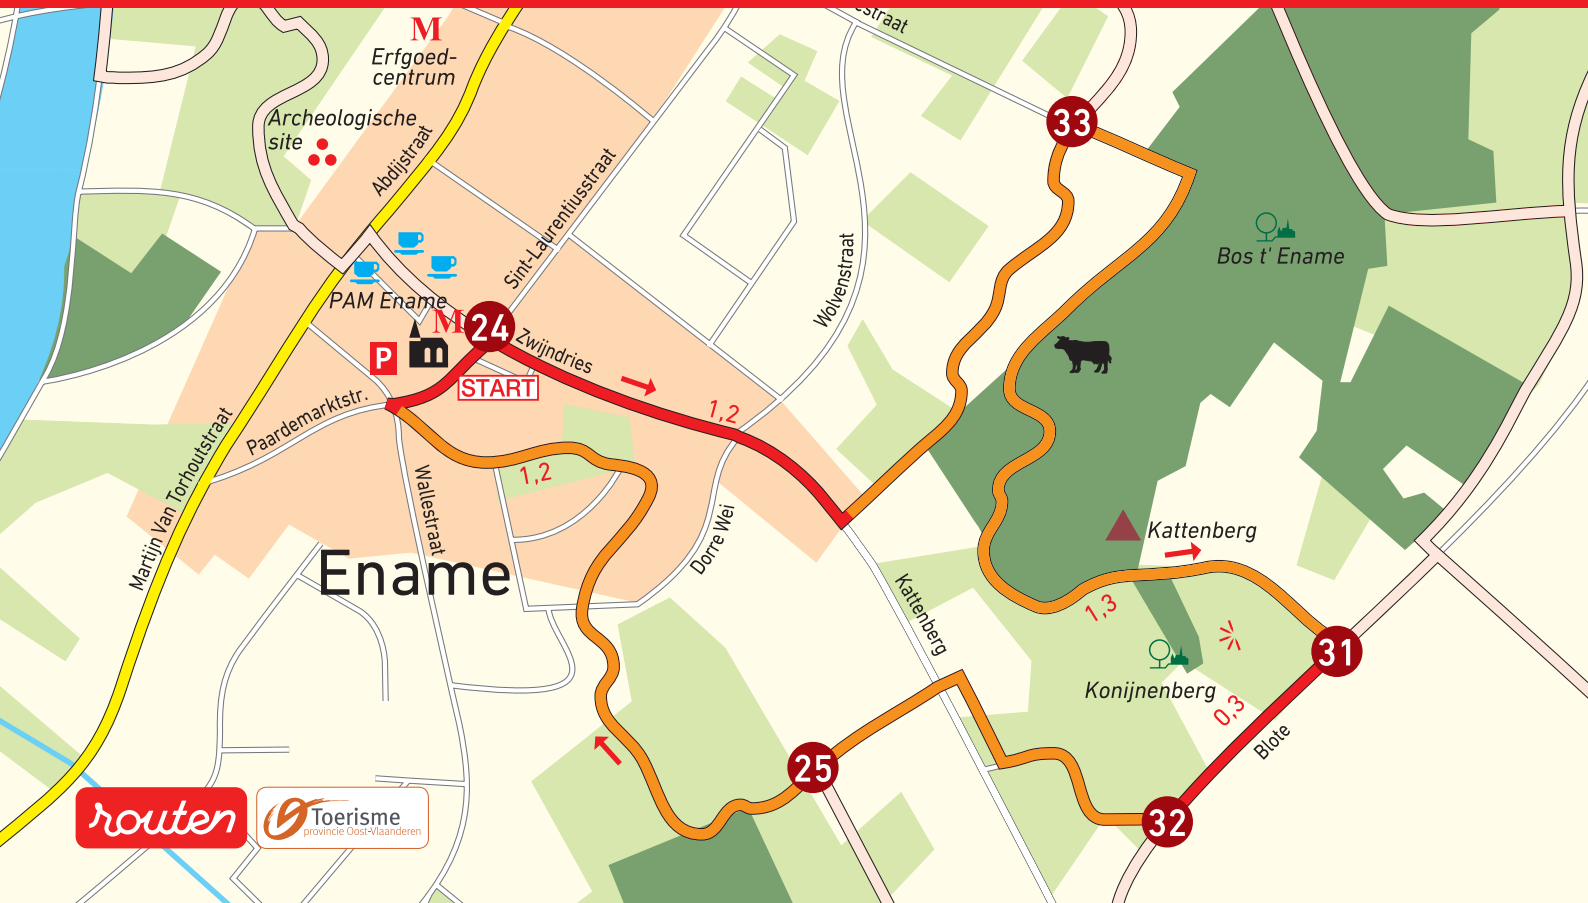 estraat
M
Erfgoed-
centrum
Archeologische
site
Abdijstraat
33
Sint-Laurentiusstraat
Wolvenstraat
Bos t' Ename
PAM Ename
M
24
Zwijndries
P
START
1,2
Paardemarktstr.
Martijn Van Torhoutstraat
Wallestraat
1,2
Dorre Wei
Kattenberg
Ename
Kattenberg
1,3
31
Konijnenberg
0,3
Blote
25
32
routen
Toerisme
provincie Oost-Vlaanderen